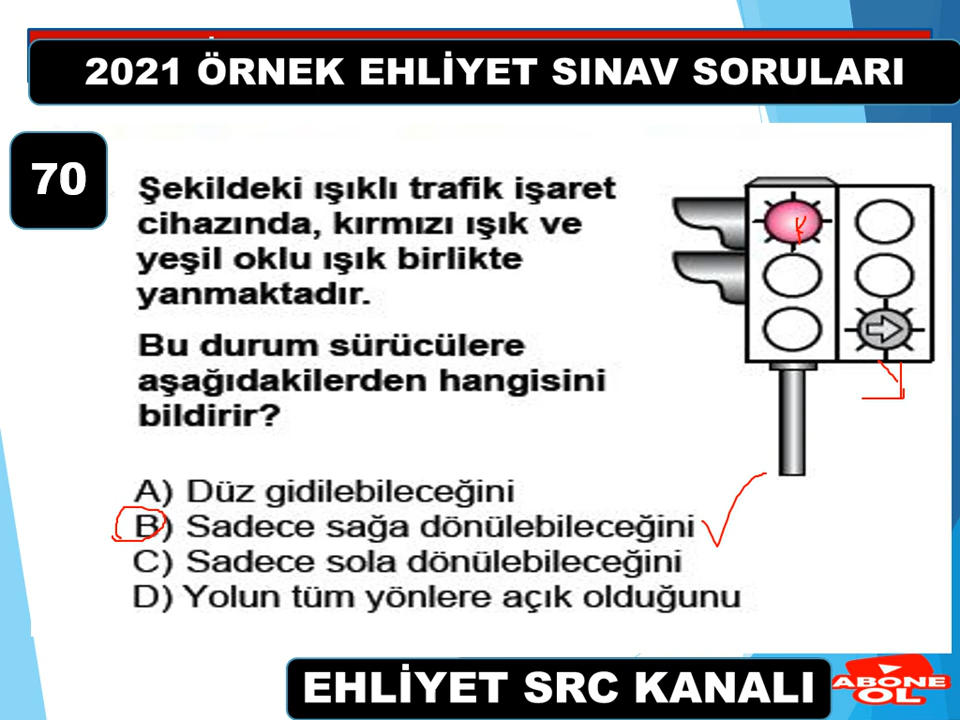 2021 ÖRNEK EHLİYET SINAV SORULARI
70
Şekildeki ışıklı trafik işaret
cihazında, kırmızı ışık ve
yeşil oklu ışık birlikte
yanmaktadır.
Bu durum sürücülere
aşağıdakilerden hangisini
bildirir?
A) Düz gidilebileceğini
B) Sadece sağa dönülebileceğini
C) Sadece sola dönülebileceğini
D) Yolun tüm yönlere açık olduğunu
EHLİYET SRC KANALI
ABONE
OL